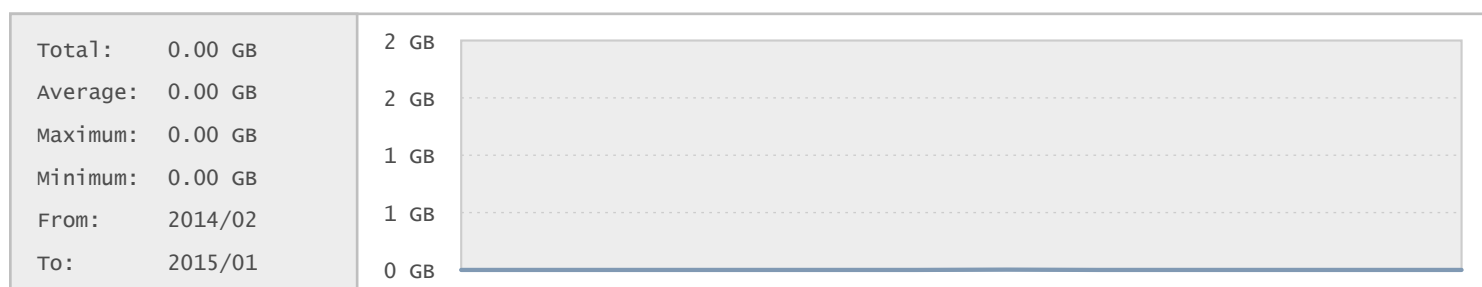 Total: 0.00 GB
Average: 0.00 GB
Maximum: 0.00 GB
Minimum: 0.00 GB
From: 2014/02
To: 2015/01
2 GB
2 GB
1 GB
1 GB
0 GB